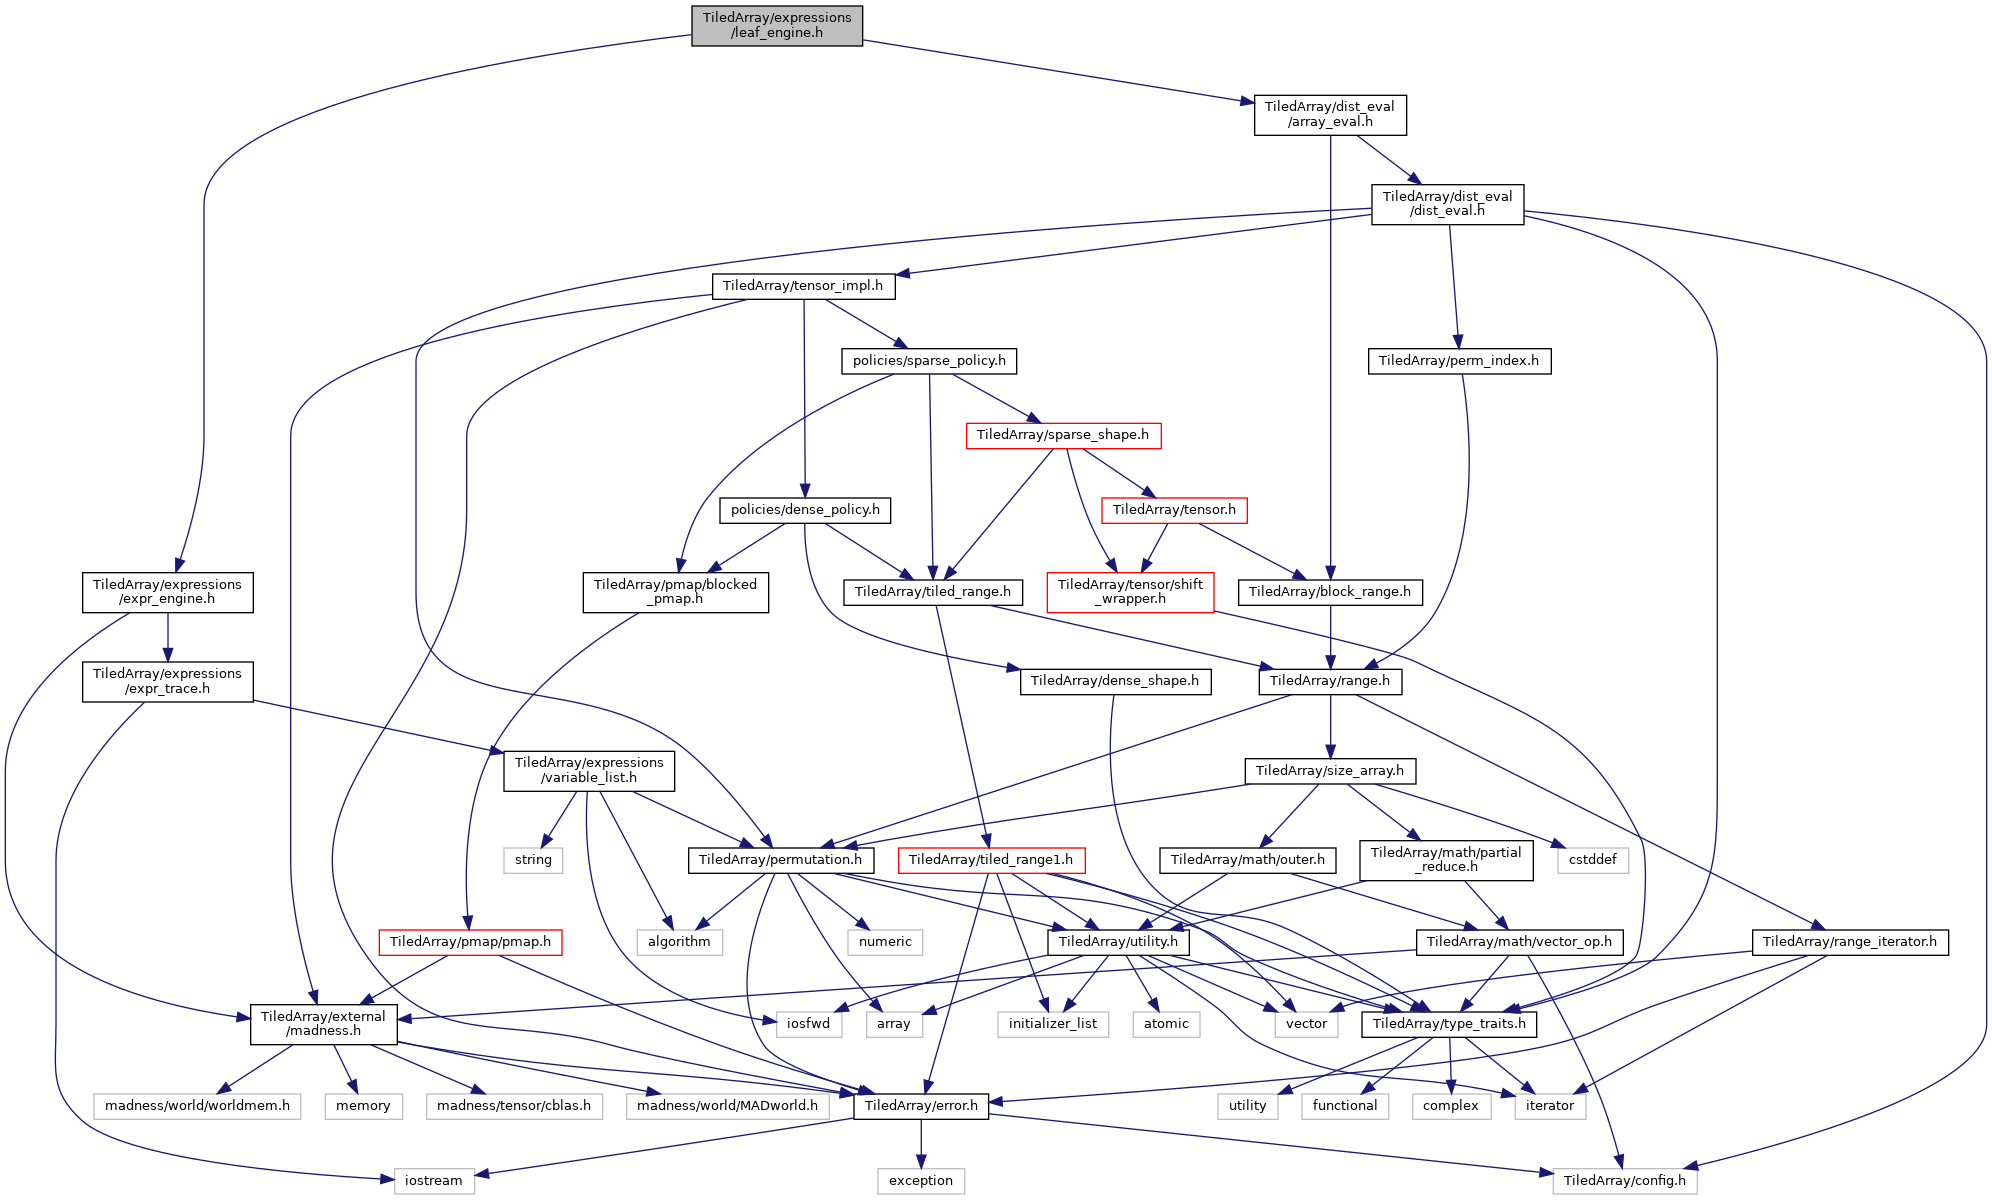 TiledArray/expressions
/leaf_engine.h
TiledArray/dist_eval
/array_eval.h
TiledArray/dist_eval
/dist_eval.h
TiledArray/tensor_impl.h
policies/sparse_policy.h
TiledArray/perm_index.h
TiledArray/sparse_shape.h
policies/dense_policy.h
TiledArray/tensor.h
TiledArray/expressions
/expr_engine.h
TiledArray/pmap/blocked
_pmap.h
TiledArray/tiled_range.h
TiledArray/tensor/shift
_wrapper.h
TiledArray/block_range.h
TiledArray/expressions
/expr_trace.h
TiledArray/dense_shape.h
TiledArray/range.h
TiledArray/expressions
/variable_list.h
TiledArray/size_array.h
string
TiledArray/permutation.h
TiledArray/tiled_range1.h
TiledArray/math/outer.h
TiledArray/math/partial
_reduce.h
cstddef
TiledArray/pmap/pmap.h
algorithm
numeric
TiledArray/utility.h
TiledArray/math/vector_op.h
TiledArray/range_iterator.h
TiledArray/external
/madness.h
iosfwd
array
initializer_list
atomic
vector
TiledArray/type_traits.h
madness/world/worldmem.h
memory
madness/tensor/cblas.h
madness/world/MADworld.h
TiledArray/error.h
utility
functional
complex
iterator
iostream
exception
TiledArray/config.h